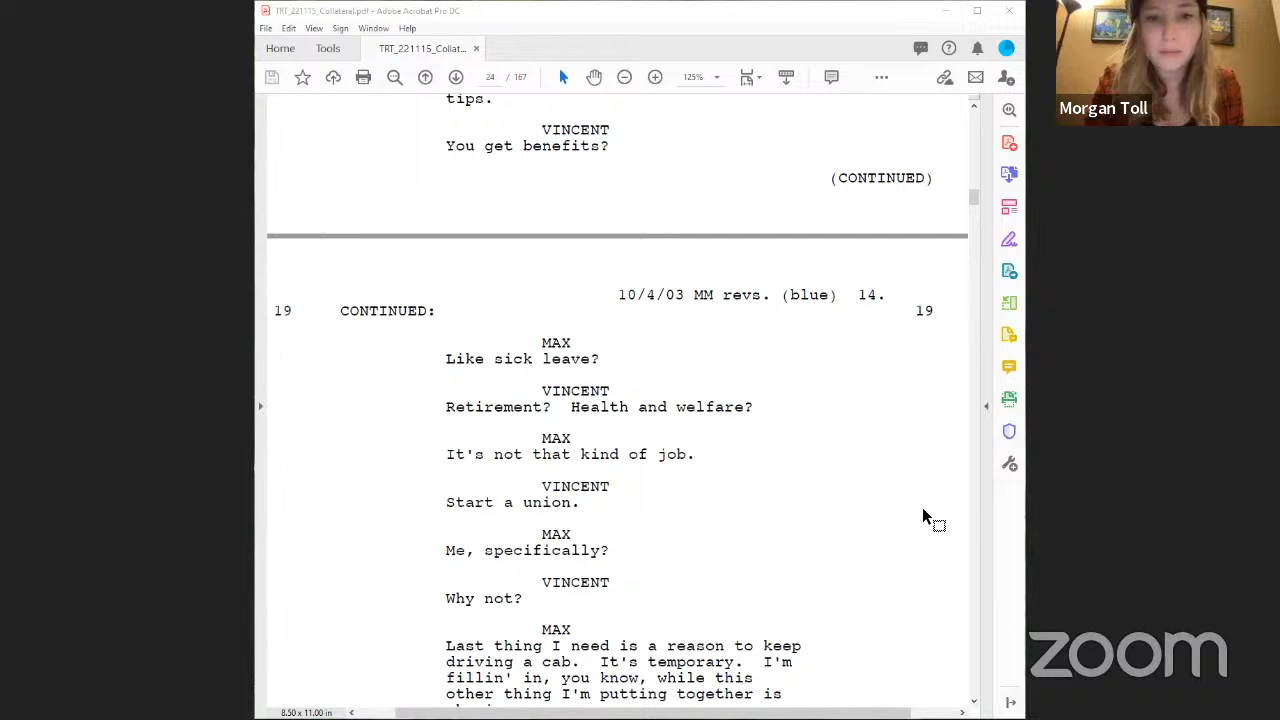 TRT_221115_Collateral.pdf - Adobe Acrobat Pro DC
File Edit View Sign Window Help
Home Tools TRT_221115_Collat... ×
24 / 167 125%
tips.
VINCENT
You get benefits?
(CONTINUED)
10/4/03 MM revs. (blue) 14.
19 CONTINUED: 19
MAX
Like sick leave?
VINCENT
Retirement? Health and welfare?
MAX
It's not that kind of job.
VINCENT
Start a union.
MAX
Me, specifically?
VINCENT
Why not?
MAX
Last thing I need is a reason to keep
driving a cab. It's temporary. I'm
fillin' in, you know, while this
other thing I'm putting together is
8.50 x 11.00 in
Morgan Toll
zoom